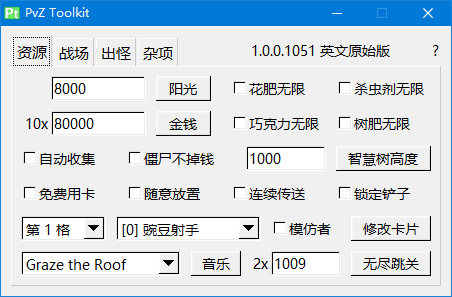 Pt PvZ Toolkit
资源 战场 出怪 杂项 1.0.0.1051 英文原始版 ?
8000 阳光 花肥无限 杀虫剂无限
10x 80000 金钱 巧克力无限 树肥无限
自动收集 僵尸不掉钱 1000 智慧树高度
免费用卡 随意放置 连续传送 锁定铲子
第 1 格 [0] 豌豆射手 模仿者 修改卡片
Graze the Roof 音乐 2x 1009 无尽跳关